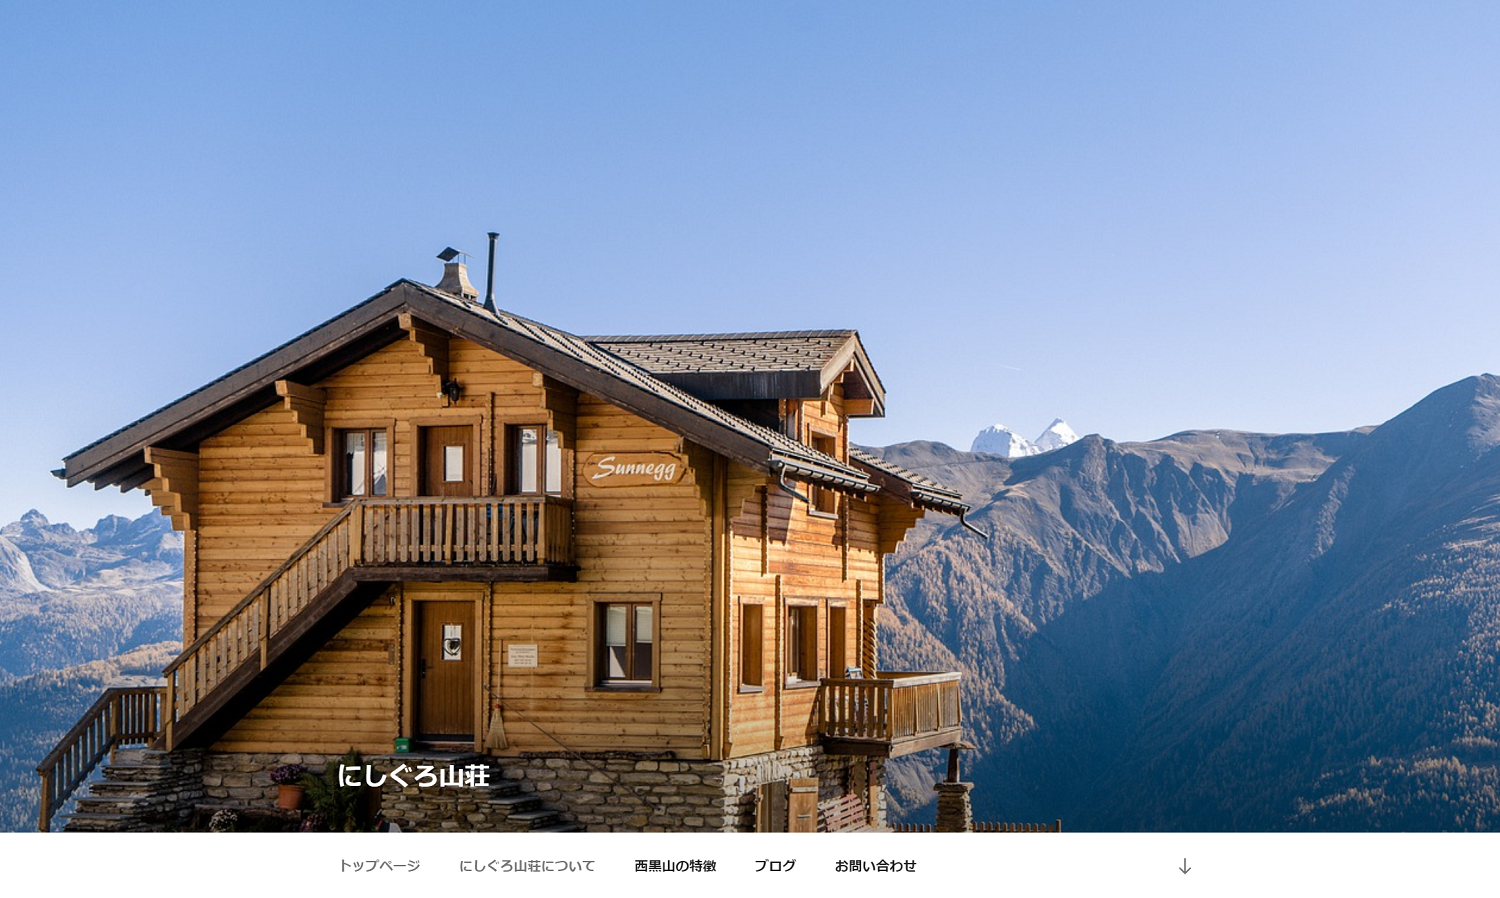 Sunnegg
にしぐろ山荘
トップページ
にしぐろ山荘について
西黒山の特徴
ブログ
お問い合わせ